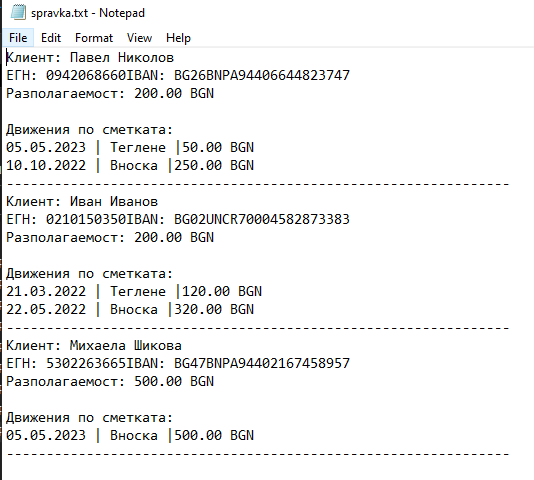 spravka.txt - Notepad
File Edit Format View Help
Клиент: Павел Николов
ЕГН: 0942068660IBAN: BG26BNPA94406644823747
Разполагаемост: 200.00 BGN
Движения по сметката:
05.05.2023 | Теглене |50.00 BGN
10.10.2022 | Вноска |250.00 BGN
---------------------------------------------------------------
Клиент: Иван Иванов
ЕГН: 0210150350IBAN: BG02UNCR70004582873383
Разполагаемост: 200.00 BGN
Движения по сметката:
21.03.2022 | Теглене |120.00 BGN
22.05.2022 | Вноска |320.00 BGN
---------------------------------------------------------------
Клиент: Михаела Шикова
ЕГН: 5302263665IBAN: BG47BNPA94402167458957
Разполагаемост: 500.00 BGN
Движения по сметката:
05.05.2023 | Вноска |500.00 BGN
---------------------------------------------------------------